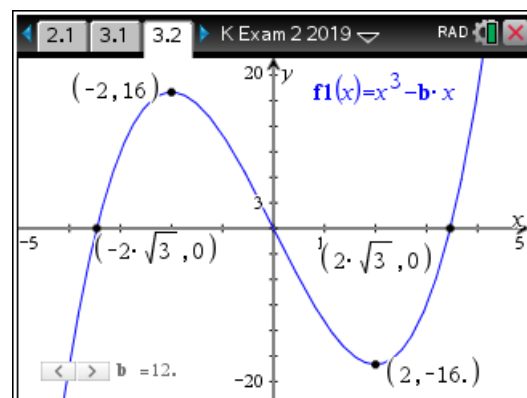 2.1 3.1 3.2 K Exam 2 2019 RAD
20 y
(-2,16) f1(x)=x³-b· x
3
-5 x
(-2·√3 ,0) 1 (2·√3 ,0) 5
b =12. (2,-16.)
-20